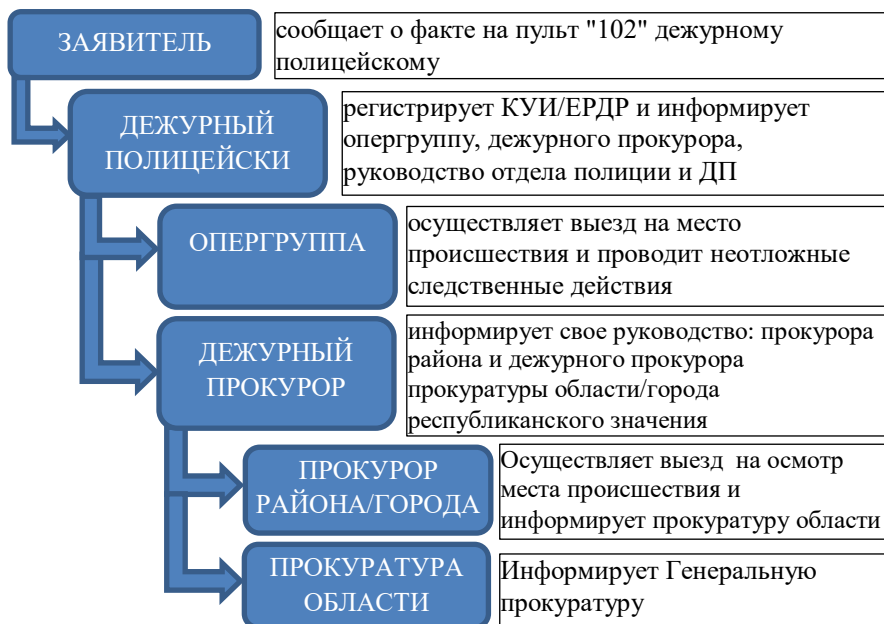 ЗАЯВИТЕЛЬ
сообщает о факте на пульт "102" дежурному
полицейскому
ДЕЖУРНЫЙ
ПОЛИЦЕЙСКИ
регистрирует КУИ/ЕРДР и информирует
опергруппу, дежурного прокурора,
руководство отдела полиции и ДП
ОПЕРГРУППА
осуществляет выезд на место
происшествия и проводит неотложные
следственные действия
ДЕЖУРНЫЙ
ПРОКУРОР
информирует свое руководство: прокурора
района и дежурного прокурора
прокуратуры области/города
республиканского значения
ПРОКУРОР
РАЙОНА/ГОРОДА
Осуществляет выезд на осмотр
места происшествия и
информирует прокуратуру области
ПРОКУРАТУРА
ОБЛАСТИ
Информирует Генеральную
прокуратуру